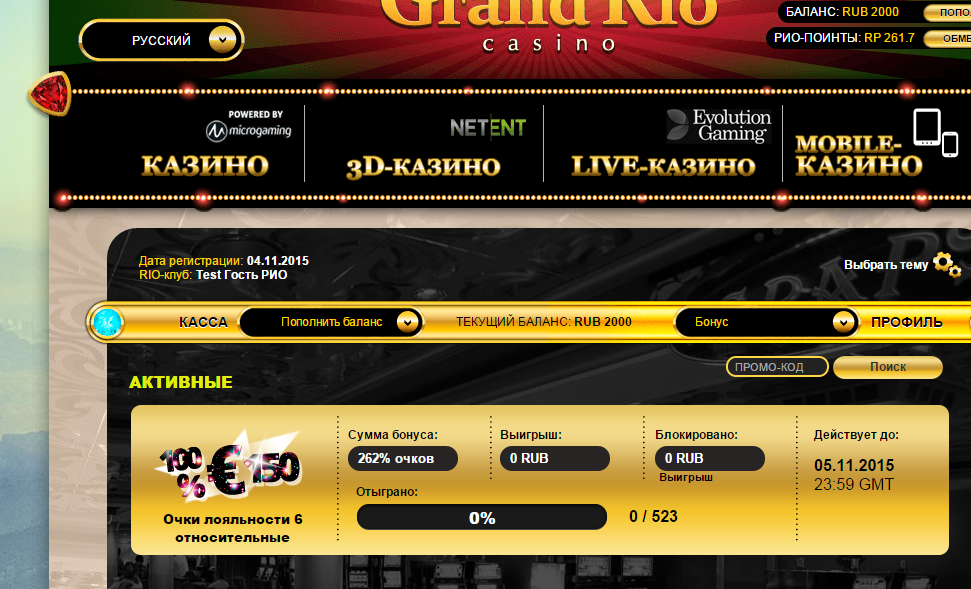 Grand Rio
casino
РУССКИЙ
БАЛАНС: RUB 2000
РИО-ПОИНТЫ: RP 261.7
POWERED BY
microgaming
КАЗИНО
NETENT
3D-КАЗИНО
Evolution
Gaming
LIVE-КАЗИНО
MOBILE-
КАЗИНО
Дата регистрации: 04.11.2015
RIO-клуб: Test Гость РИО
Выбрать тему
КАССА
Пополнить баланс
ТЕКУЩИЙ БАЛАНС: RUB 2000
Бонус
ПРОФИЛЬ
АКТИВНЫЕ
ПРОМО-КОД
Поиск
100 % € 150
Очки лояльности 6
относительные
Сумма бонуса:
262% очков
Выигрыш:
0 RUB
Блокировано:
0 RUB
Выигрыш
Отыграно:
0%
0 / 523
Действует до:
05.11.2015
23:59 GMT